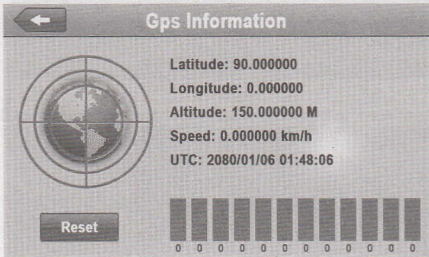 Gps Information
Latitude: 90.000000
Longitude: 0.000000
Altitude: 150.000000 M
Speed: 0.000000 km/h
UTC: 2080/01/06 01:48:06
Reset
0 0 0 0 0 0 0 0 0 0 0 0